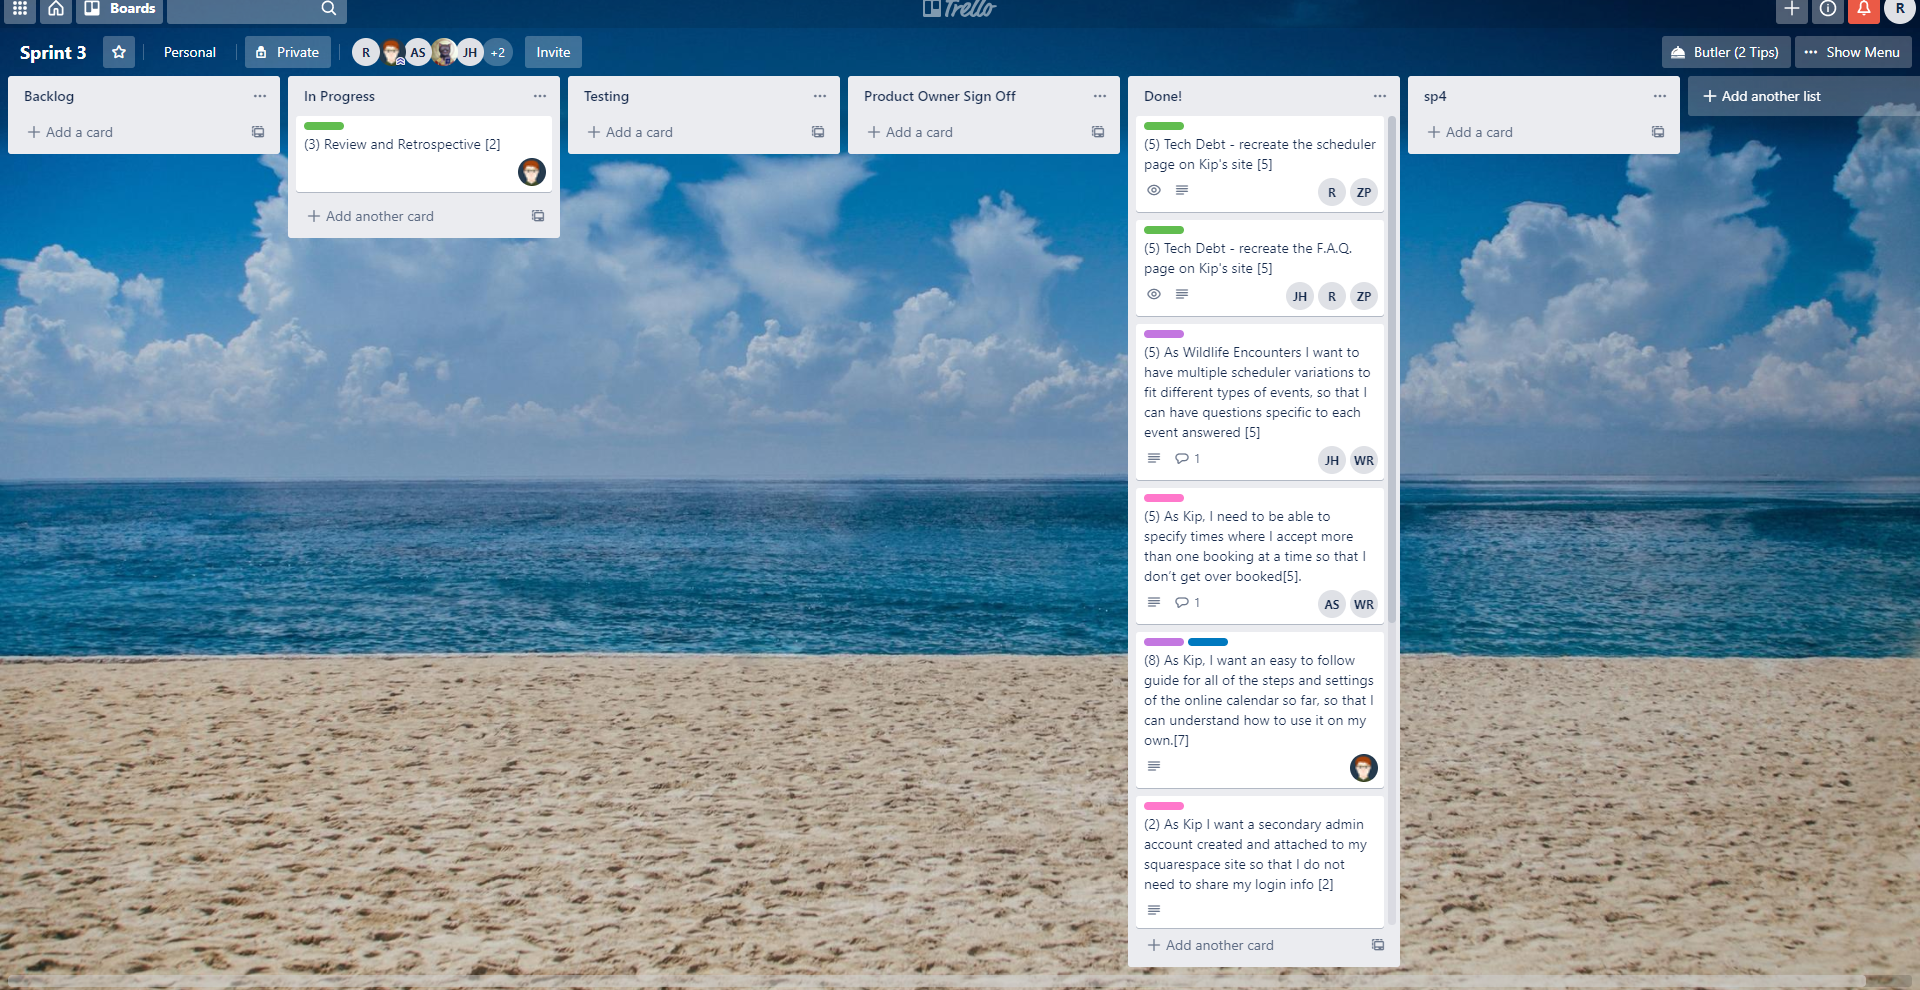 Boards
Trello
R
Sprint 3
Personal
Private
R
AS
JH
+2
Invite
Butler (2 Tips)
Show Menu
Backlog
Add a card
In Progress
(3) Review and Retrospective [2]
Add another card
Testing
Add a card
Product Owner Sign Off
Add a card
Done!
(5) Tech Debt - recreate the scheduler
page on Kip's site [5]
R
ZP
(5) Tech Debt - recreate the F.A.Q.
page on Kip's site [5]
JH
R
ZP
(5) As Wildlife Encounters I want to
have multiple scheduler variations to
fit different types of events, so that I
can have questions specific to each
event answered [5]
1
JH
WR
(5) As Kip, I need to be able to
specify times where I accept more
than one booking at a time so that I
don't get over booked[5].
1
AS
WR
(8) As Kip, I want an easy to follow
guide for all of the steps and settings
of the online calendar so far, so that I
can understand how to use it on my
own.[7]
(2) As Kip I want a secondary admin
account created and attached to my
squarespace site so that I do not
need to share my login info [2]
Add another card
sp4
Add a card
Add another list